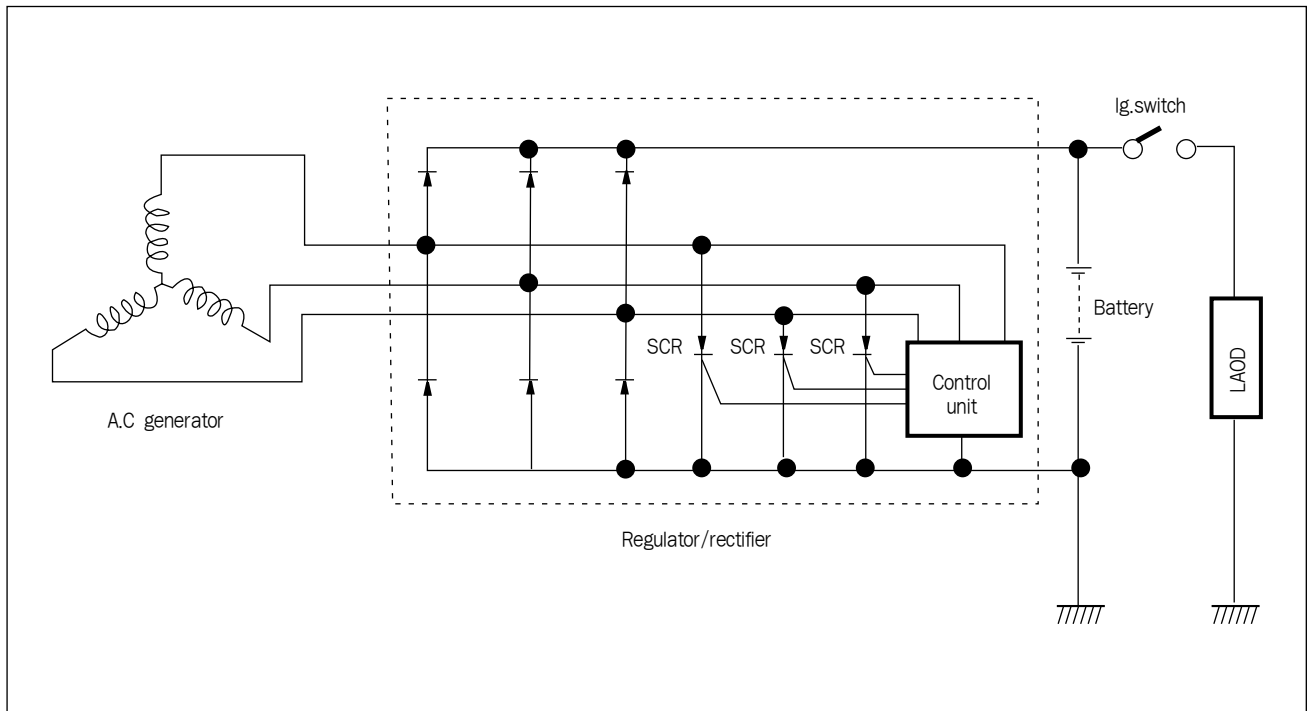 Ig.switch
Battery
SCR
SCR
SCR
Control
unit
LAOD
A.C generator
Regulator/rectifier